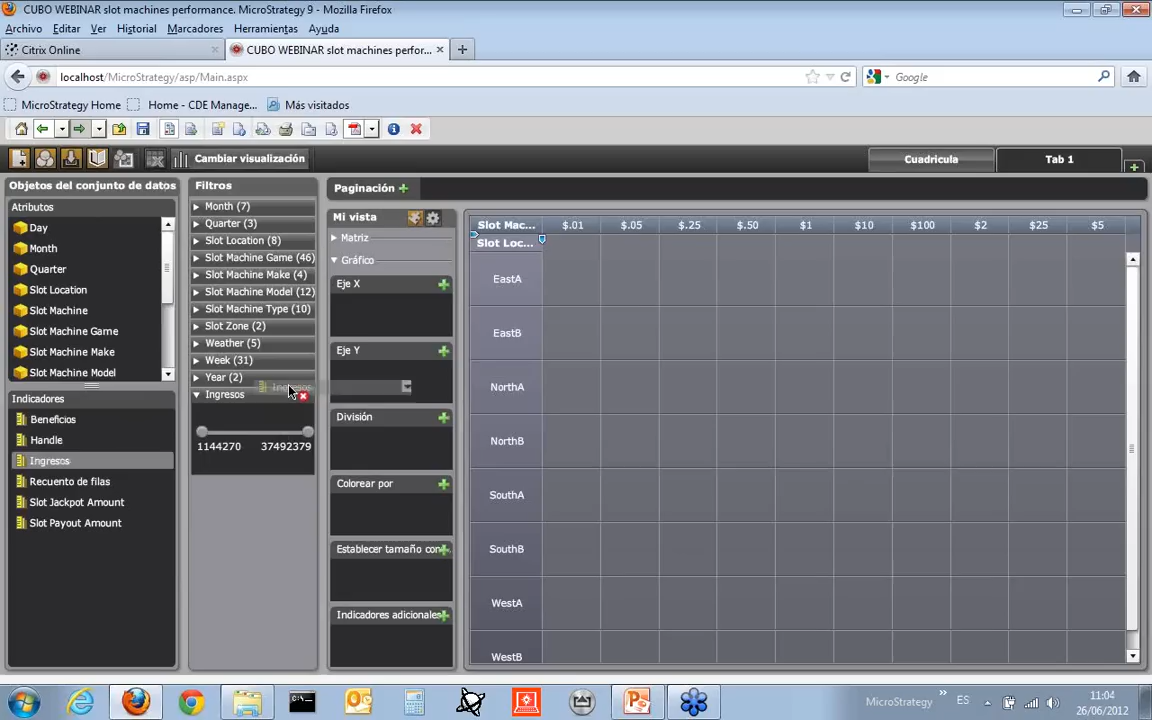 CUBO WEBINAR slot machines performance. MicroStrategy 9 - Mozilla Firefox
Archivo Editar Ver Historial Marcadores Herramientas Ayuda
Citrix Online
CUBO WEBINAR slot machines perfor...
localhost/MicroStrategy/asp/Main.aspx
Google
MicroStrategy Home
Home - CDE Manage...
Más visitados
Cambiar visualización
Cuadricula
Tab 1
Objetos del conjunto de datos
Atributos
Day
Month
Quarter
Slot Location
Slot Machine
Slot Machine Game
Slot Machine Make
Slot Machine Model
Indicadores
Beneficios
Handle
Ingresos
Recuento de filas
Slot Jackpot Amount
Slot Payout Amount
Filtros
Month (7)
Quarter (3)
Slot Location (8)
Slot Machine Game (46)
Slot Machine Make (4)
Slot Machine Model (12)
Slot Machine Type (10)
Slot Zone (2)
Weather (5)
Week (31)
Year (2)
Ingresos
Ingresos
1144270 37492379
Paginación
Mi vista
Matriz
Gráfico
Eje X
Eje Y
División
Colorear por
Establecer tamaño con...
Indicadores adicionales
Slot Mac... $.01 $.05 $.25 $.50 $1 $10 $100 $2 $25 $5
Slot Loc...
EastA
EastB
NorthA
NorthB
SouthA
SouthB
WestA
WestB
MicroStrategy
ES
11:04
26/06/2012